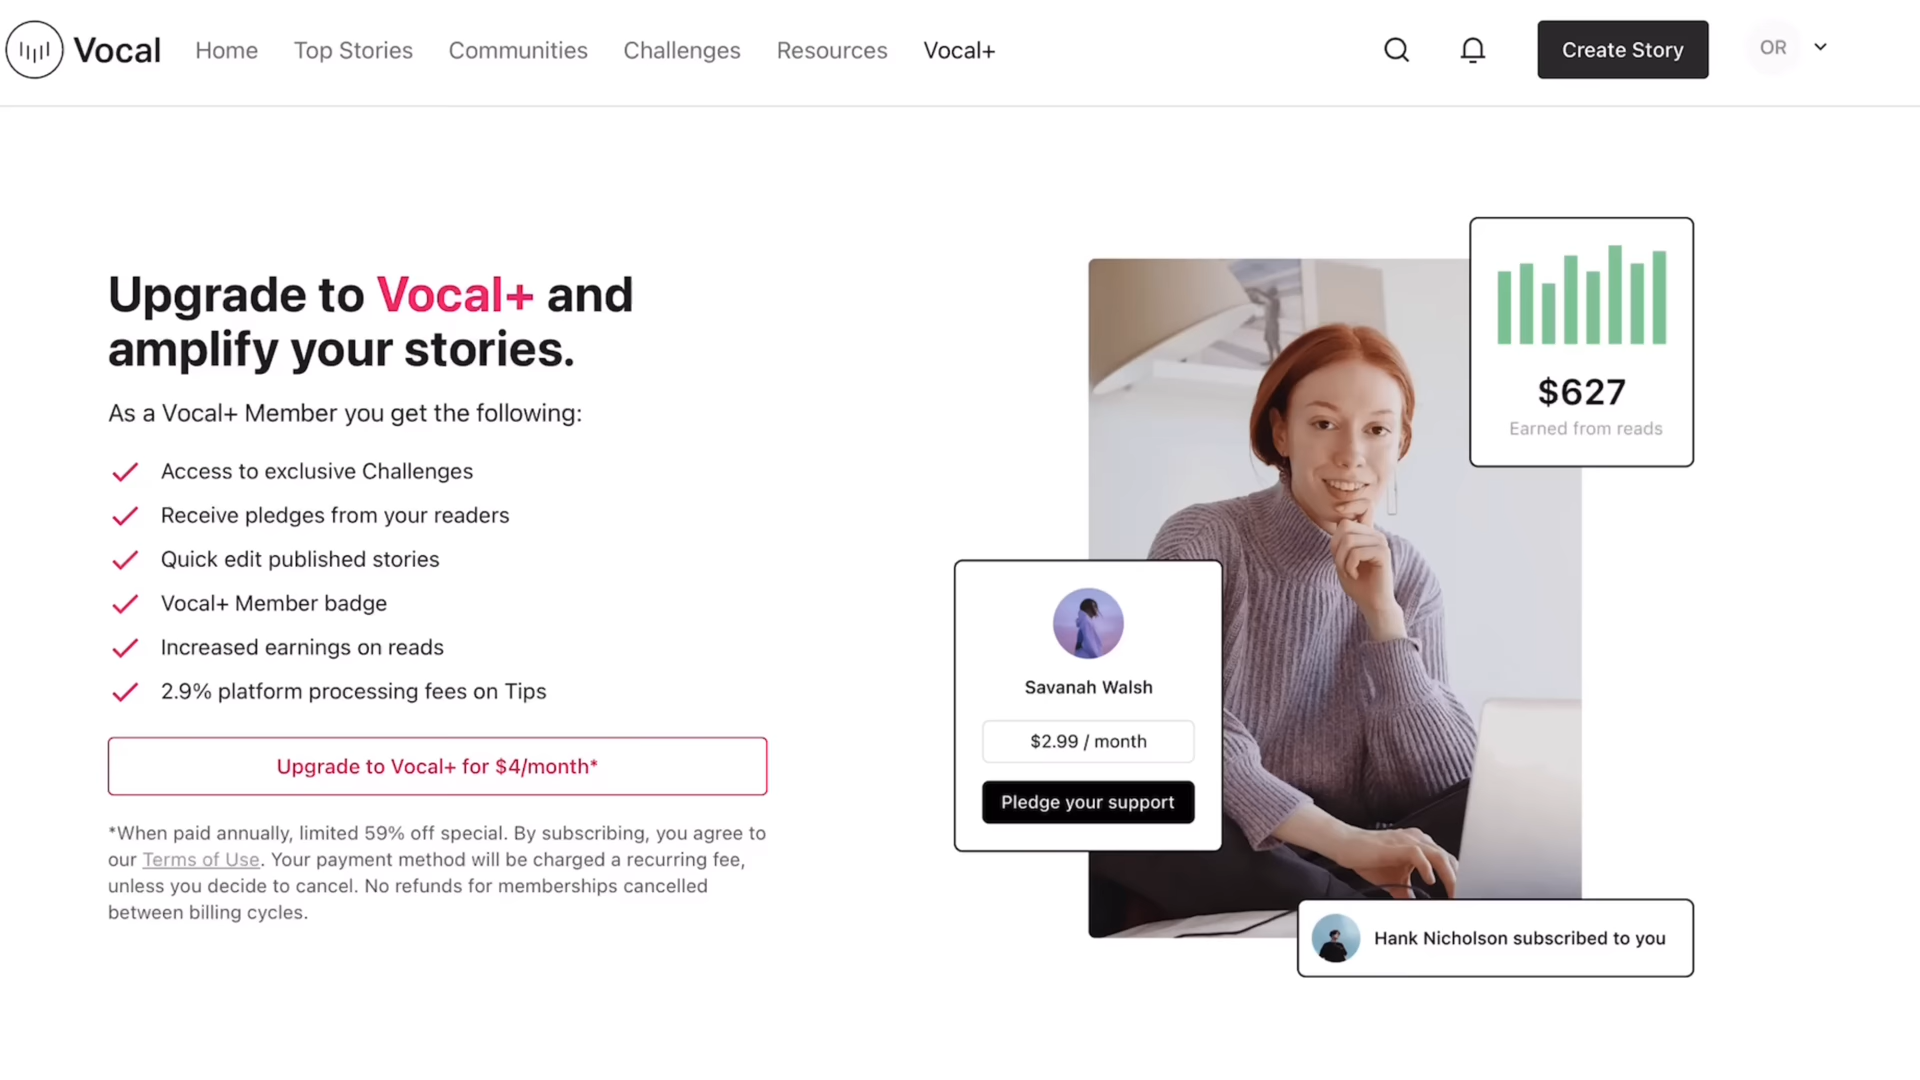 Vocal
Home
Top Stories
Communities
Challenges
Resources
Vocal+
Create Story
OR
Upgrade to Vocal+ and
amplify your stories.
As a Vocal+ Member you get the following:
Access to exclusive Challenges
Receive pledges from your readers
Quick edit published stories
Vocal+ Member badge
Increased earnings on reads
2.9% platform processing fees on Tips
Upgrade to Vocal+ for $4/month*
*When paid annually, limited 59% off special. By subscribing, you agree to
our Terms of Use. Your payment method will be charged a recurring fee,
unless you decide to cancel. No refunds for memberships cancelled
between billing cycles.
$627
Earned from reads
Savanah Walsh
$2.99 / month
Pledge your support
Hank Nicholson subscribed to you